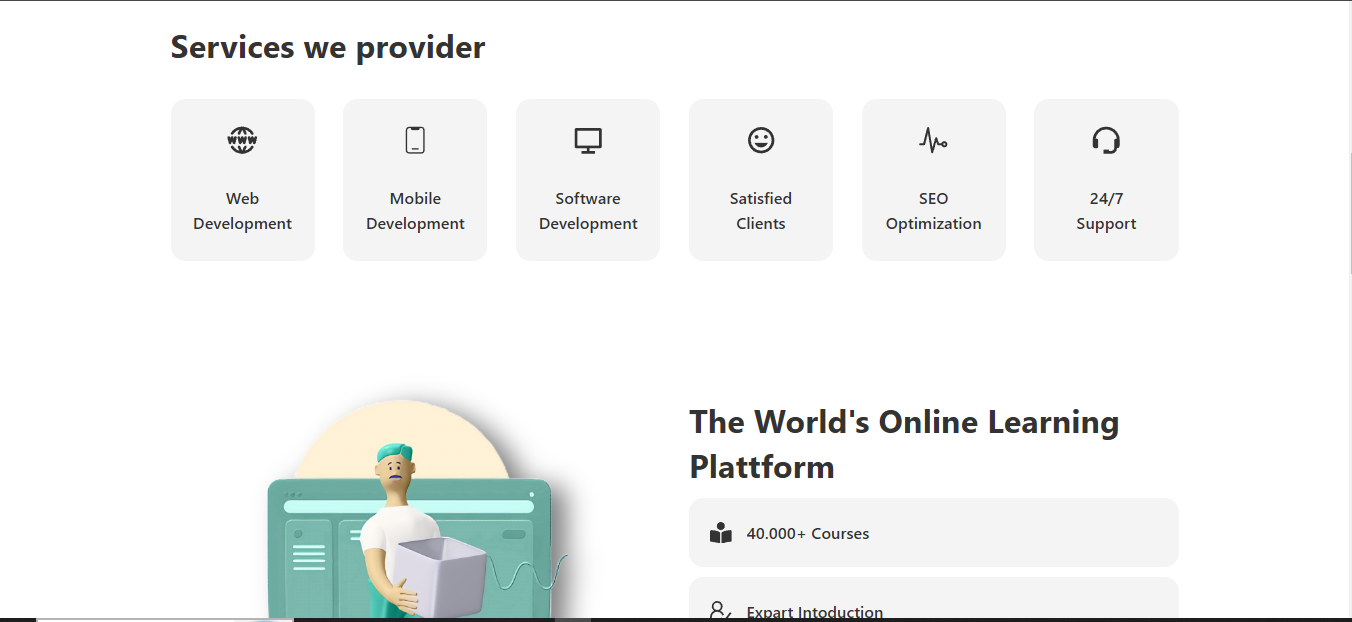 Services we provider
WWW
Web
Development
Mobile
Development
Software
Development
Satisfied
Clients
SEO
Optimization
24/7
Support
The World's Online Learning
Plattform
40.000+ Courses
Expart Intoduction